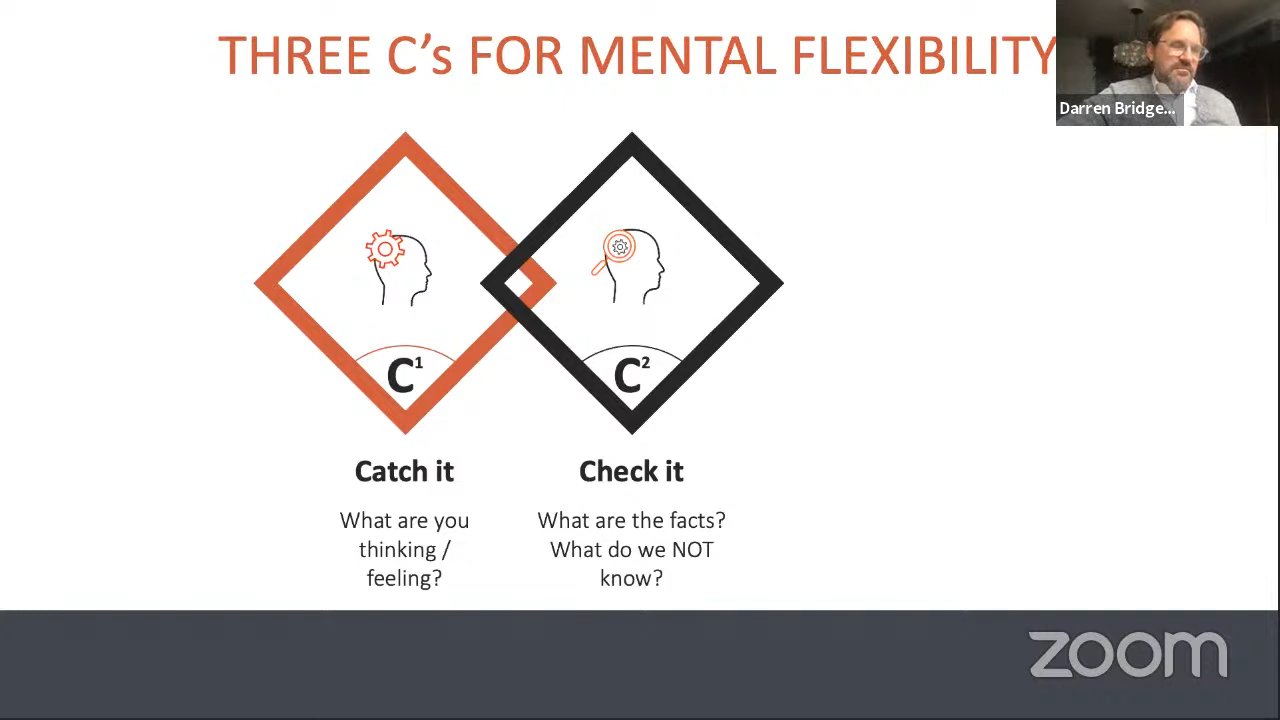 THREE C’s FOR MENTAL FLEXIBILITY
Darren Bridge...
C¹
C²
Catch it
Check it
What are you
thinking /
feeling?
What are the facts?
What do we NOT
know?
zoom